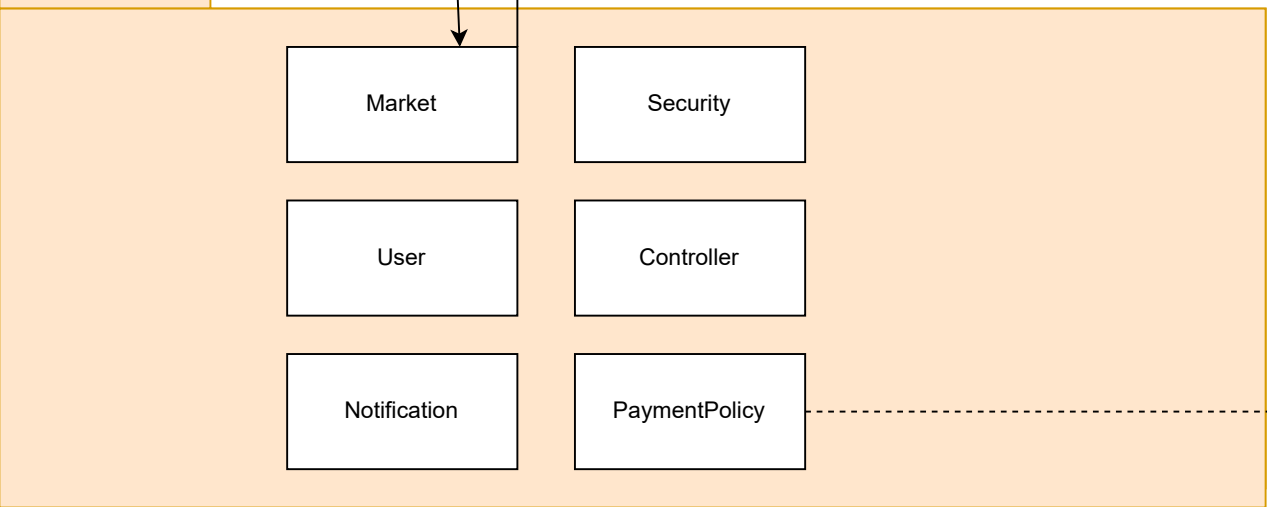 Market
Security
User
Controller
Notification
PaymentPolicy